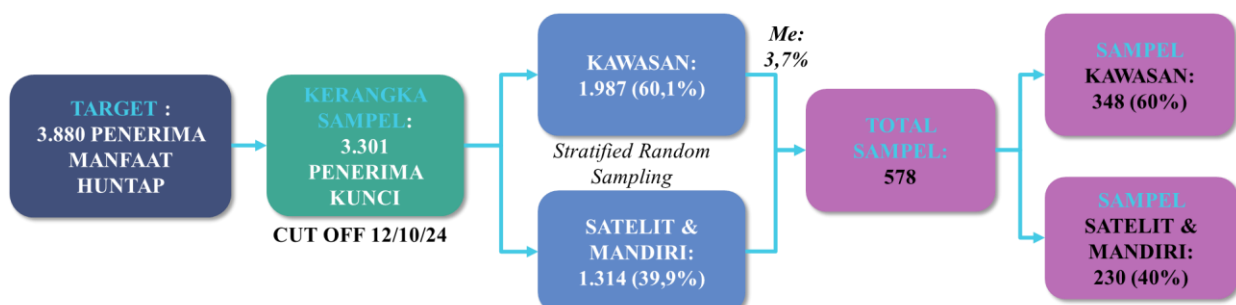 TARGET :
3.880 PENERIMA
MANFAAT
HUNTAP
KERANGKA
SAMPEL:
3.301
PENERIMA
KUNCI
CUT OFF 12/10/24
KAWASAN:
1.987 (60,1%)
Stratified Random
Sampling
SATELIT &
MANDIRI:
1.314 (39,9%)
Me:
3,7%
TOTAL
SAMPEL:
578
SAMPEL
KAWASAN:
348 (60%)
SAMPEL
SATELIT &
MANDIRI:
230 (40%)